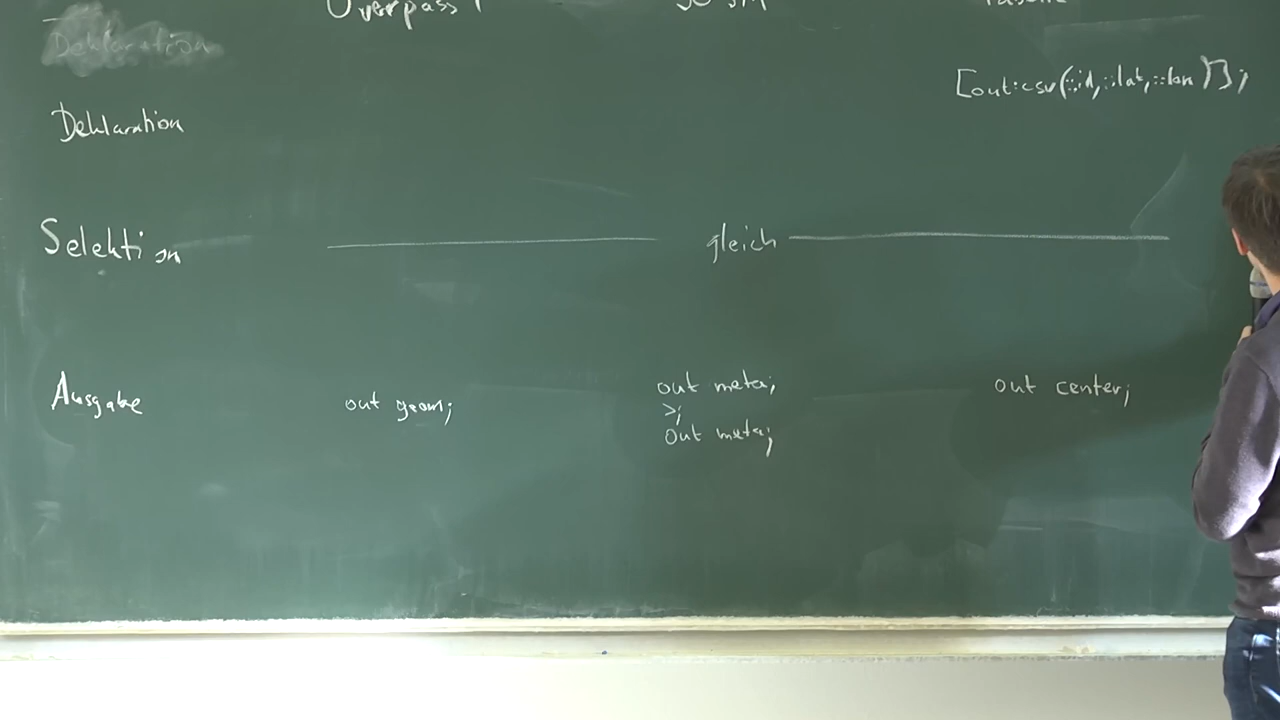 Overpass T
JOSM
Tabelle
Deklaration
[out:csv(::id,::lat,::lon)];
Deklaration
Selektion
gleich
Ausgabe
out geom;
out meta;
>;
out meta;
out center;